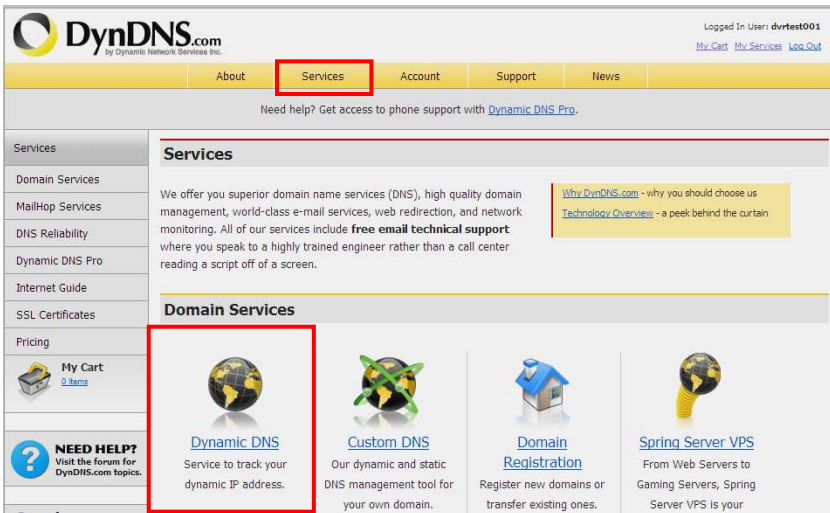 DynDNS.com
by Dynamic Network Services Inc.
Logged In User: dvrtest001
My Cart My Services Log Out
About Services Account Support News
Need help? Get access to phone support with Dynamic DNS Pro.
Services
Domain Services
MailHop Services
DNS Reliability
Dynamic DNS Pro
Internet Guide
SSL Certificates
Pricing
My Cart
0 items
NEED HELP?
Visit the forum for
DynDNS.com topics.
Services
We offer you superior domain name services (DNS), high quality domain
management, world-class e-mail services, web redirection, and network
monitoring. All of our services include free email technical support
where you speak to a highly trained engineer rather than a call center
reading a script off of a screen.
Why DynDNS.com - why you should choose us
Technology Overview - a peek behind the curtain
Domain Services
Dynamic DNS
Service to track your
dynamic IP address.
Custom DNS
Our dynamic and static
DNS management tool for
your own domain.
Domain
Registration
Register new domains or
transfer existing ones.
Spring Server VPS
From Web Servers to
Gaming Servers, Spring
Server VPS is your